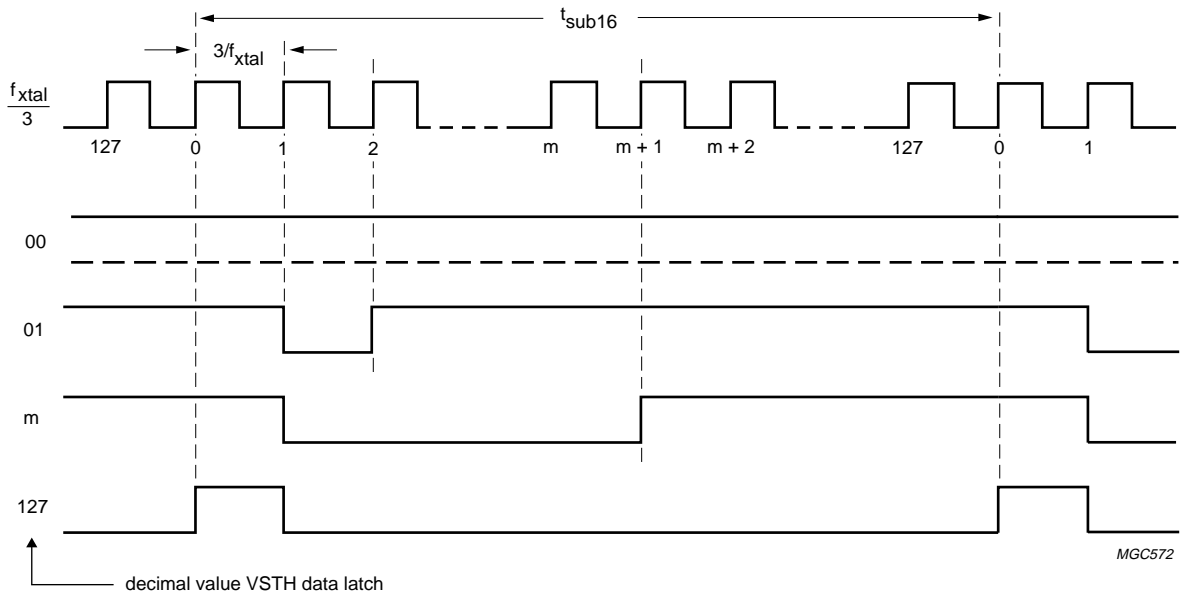 t_sub16
3/f_xtal
f_xtal
3
127 0 1 2 m m + 1 m + 2 127 0 1
00
01
m
127
MGC572
decimal value VSTH data latch